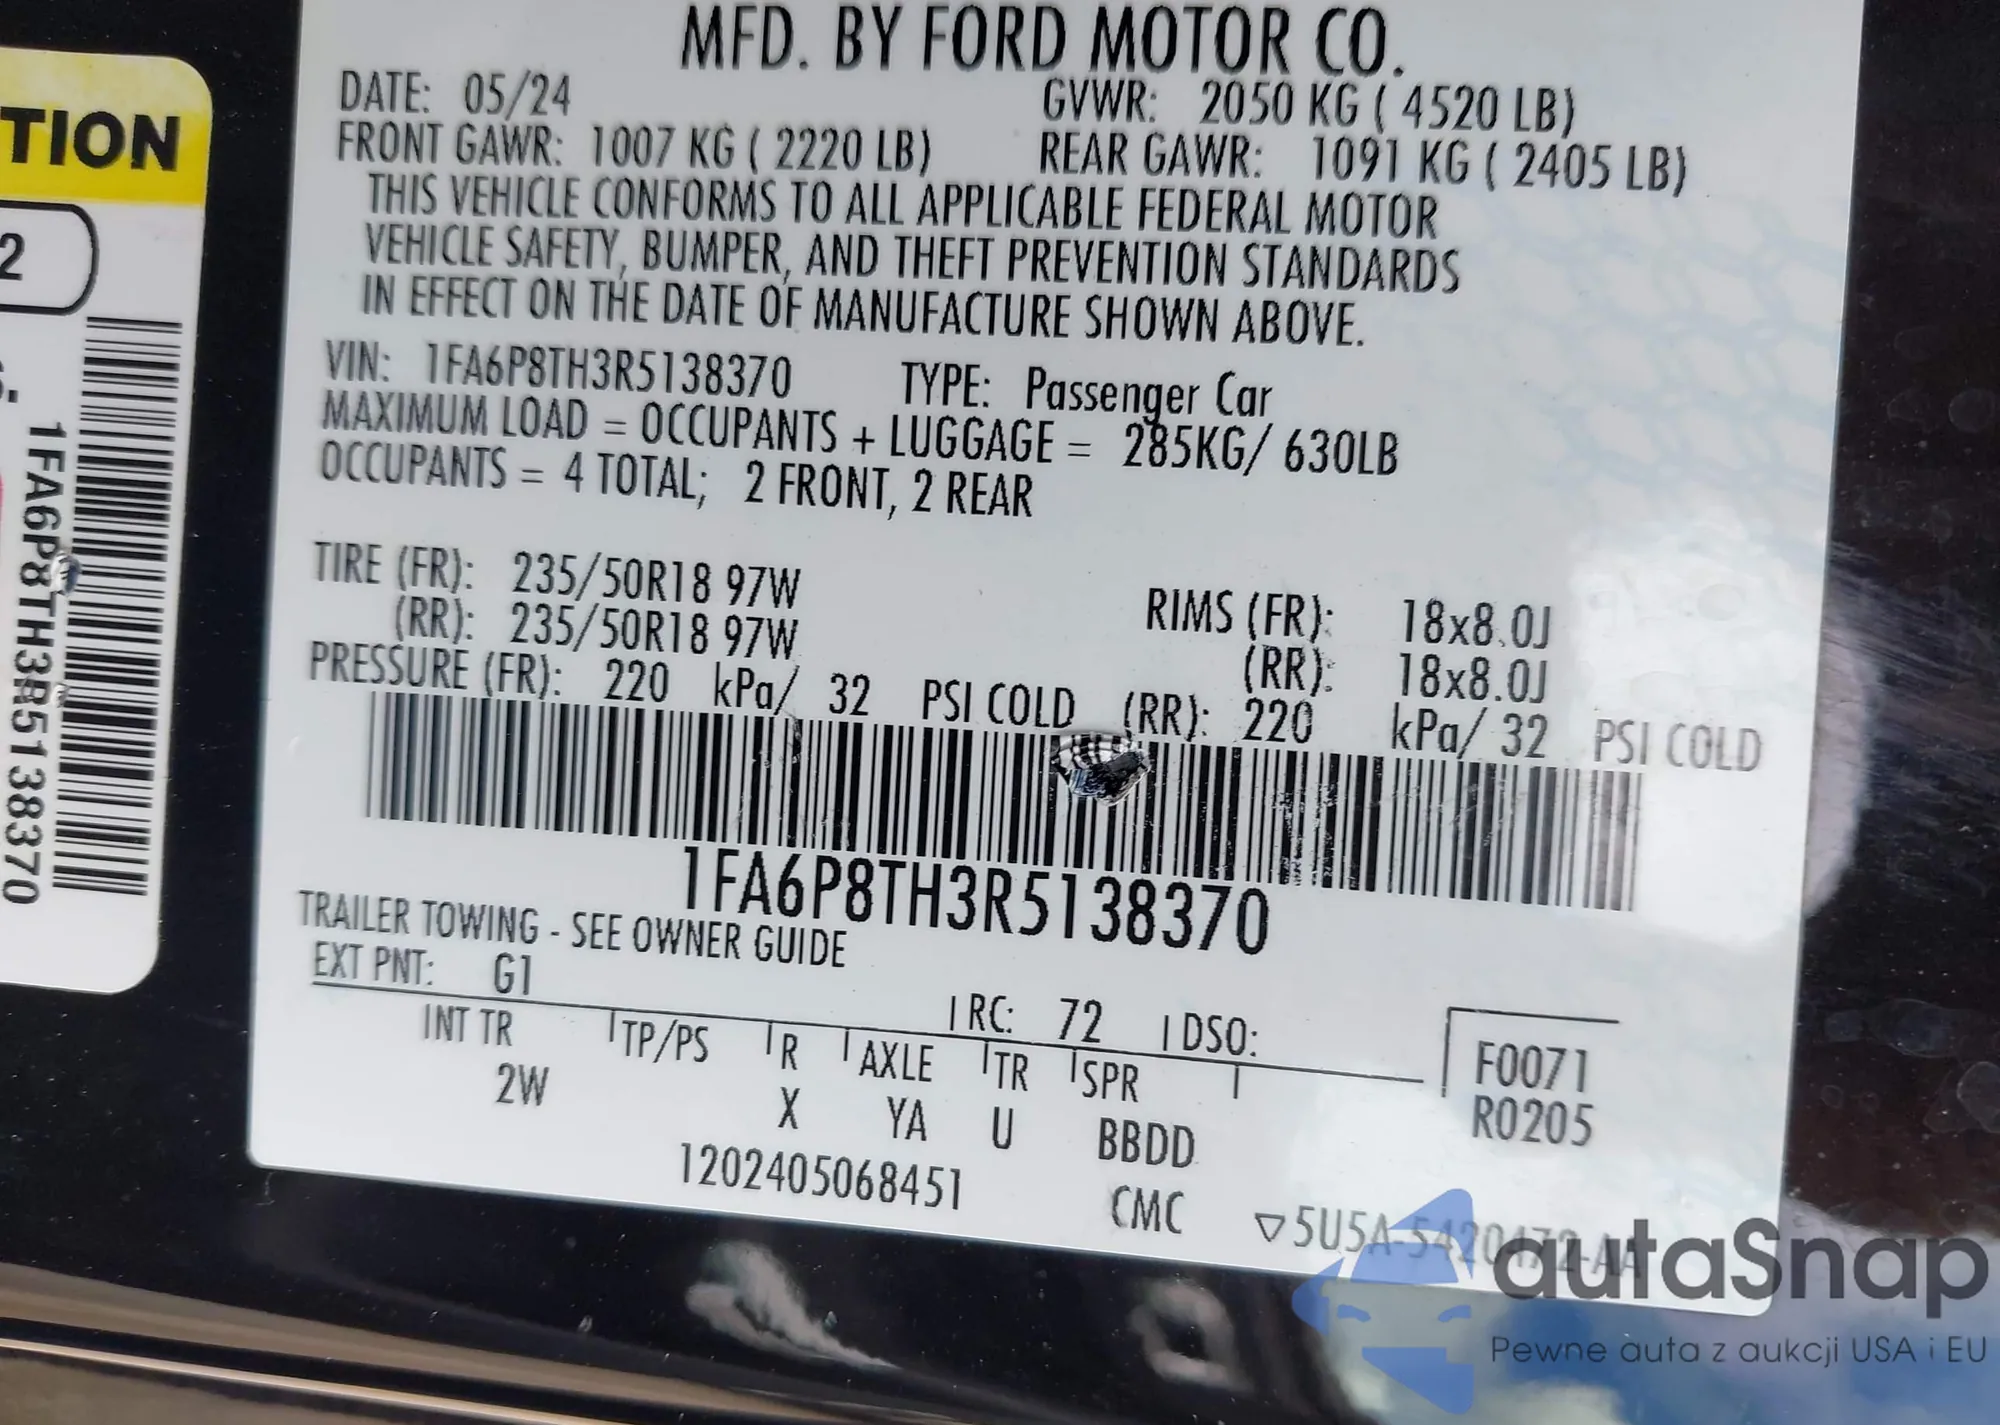 MFD. BY FORD MOTOR CO.
DATE: 05/24 GVWR: 2050 KG ( 4520 LB)
FRONT GAWR: 1007 KG ( 2220 LB) REAR GAWR: 1091 KG ( 2405 LB)
THIS VEHICLE CONFORMS TO ALL APPLICABLE FEDERAL MOTOR
VEHICLE SAFETY, BUMPER, AND THEFT PREVENTION STANDARDS
IN EFFECT ON THE DATE OF MANUFACTURE SHOWN ABOVE.
VIN: 1FA6P8TH3R5138370 TYPE: Passenger Car
MAXIMUM LOAD = OCCUPANTS + LUGGAGE = 285KG/ 630LB
OCCUPANTS = 4 TOTAL; 2 FRONT, 2 REAR
TIRE (FR): 235/50R18 97W RIMS (FR): 18x8.0J
(RR): 235/50R18 97W (RR): 18x8.0J
PRESSURE (FR): 220 kPa/ 32 PSI COLD (RR): 220 kPa/ 32 PSI COLD
1FA6P8TH3R5138370
TRAILER TOWING - SEE OWNER GUIDE
EXT PNT: G1 RC: 72 DSO:
INT TR TP/PS R AXLE TR SPR F0071
2W X YA U BBDD R0205
1202405068451 CMC ▽5U5A-5420472-AA
TION
2
1FA6P8TH3R5138370
autaSnap
Pewne auta z aukcji USA i EU